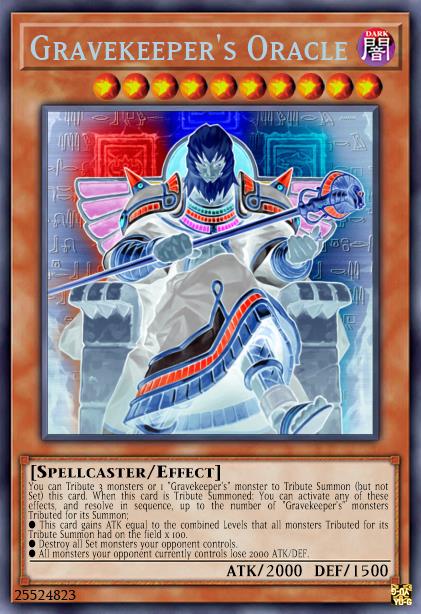 Gravekeeper's Oracle
DARK
闇
[Spellcaster/Effect]
You can Tribute 3 monsters or 1 "Gravekeeper's" monster to Tribute Summon (but not
Set) this card. When this card is Tribute Summoned: You can activate any of these
effects, and resolve in sequence, up to the number of "Gravekeeper's" monsters
Tributed for its Summon;
● This card gains ATK equal to the combined Levels that all monsters Tributed for its
Tribute Summon had on the field x 100.
● Destroy all Set monsters your opponent controls.
● All monsters your opponent currently controls lose 2000 ATK/DEF.
ATK/2000 DEF/1500
25524823